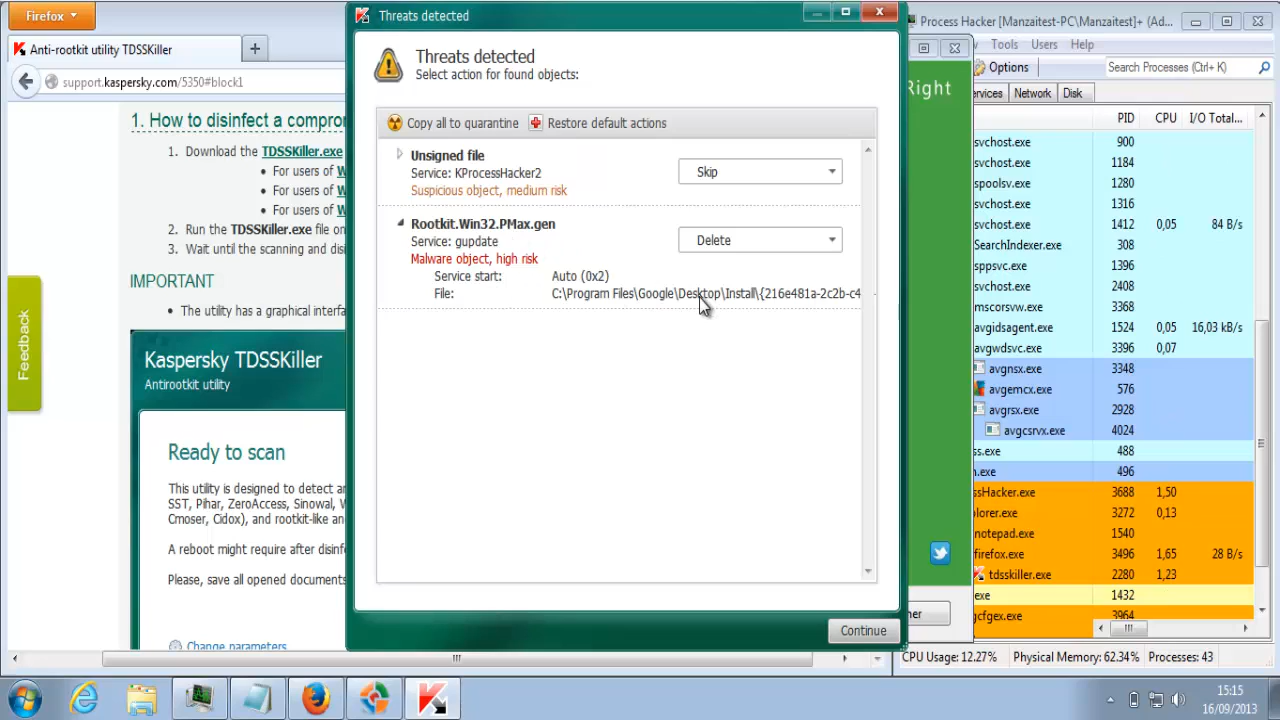 Firefox
Anti-rootkit utility TDSSKiller
support.kaspersky.com/5350#block1
1. How to disinfect a compro
1. Download the TDSSKiller.exe
For users of W
For users of W
For users of W
2. Run the TDSSKiller.exe file on
3. Wait until the scanning and disi
IMPORTANT
The utility has a graphical interfa
Feedback
Kaspersky TDSSKiller
Antirootkit utility
Ready to scan
This utility is designed to detect an
SST, Pihar, ZeroAccess, Sinowal, W
Cmoser, Cidox), and rootkit-like an
A reboot might require after disinfe
Please, save all opened documents
Change parameters
Threats detected
Threats detected
Select action for found objects:
Copy all to quarantine
Restore default actions
Unsigned file
Service: KProcessHacker2
Suspicious object, medium risk
Skip
Rootkit.Win32.PMax.gen
Service: gupdate
Malware object, high risk
Delete
Service start: Auto (0x2)
File: C:\Program Files\Google\Desktop\Install\{216e481a-2c2b-c4
Continue
Right
her
Process Hacker [Manzaitest-PC\Manzaitest]+ (Ad...
Tools Users Help
Options
Search Processes (Ctrl+K)
ervices Network Disk
PID CPU I/O Total...
svchost.exe 900
svchost.exe 1184
spoolsv.exe 1280
svchost.exe 1316
svchost.exe 1412 0,05 84 B/s
SearchIndexer.exe 308
sppsvc.exe 1260
mscorsvw.exe 3368
avgidsagent.exe 1524 0,05 16,03 kB/s
avgwdsvc.exe 3396 0,07
avgnsx.exe 3348
avgemcx.exe 576
avgrsx.exe 2928
avgcsrvx.exe 4024
ss.exe 488
n.exe 496
ssHacker.exe 3688 1,50
plorer.exe 3272 0,13
notepad.exe 1540
firefox.exe 3496 1,65 28 B/s
tdsskiller.exe 2280 1,23
exe 1432
gcfgex.exe 3964
CPU Usage: 12.27% Physical Memory: 62.34% Processes: 43
15:15
16/09/2013